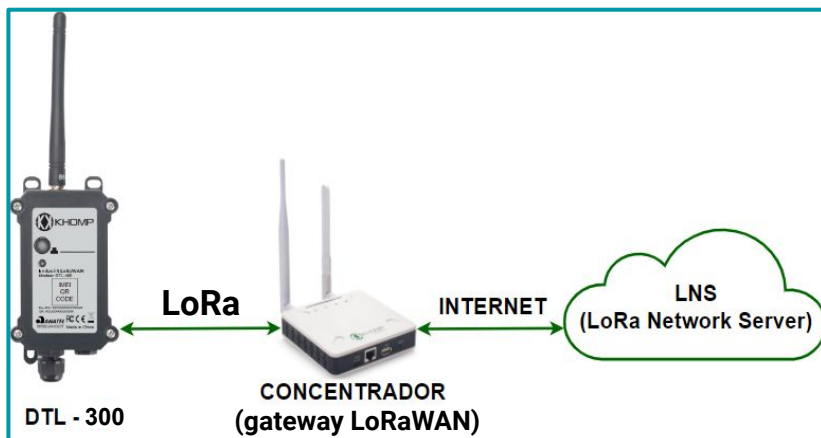 KHOMP
DTL - 300
LoRa
CONCENTRADOR
(gateway LoRaWAN)
INTERNET
LNS
(LoRa Network Server)